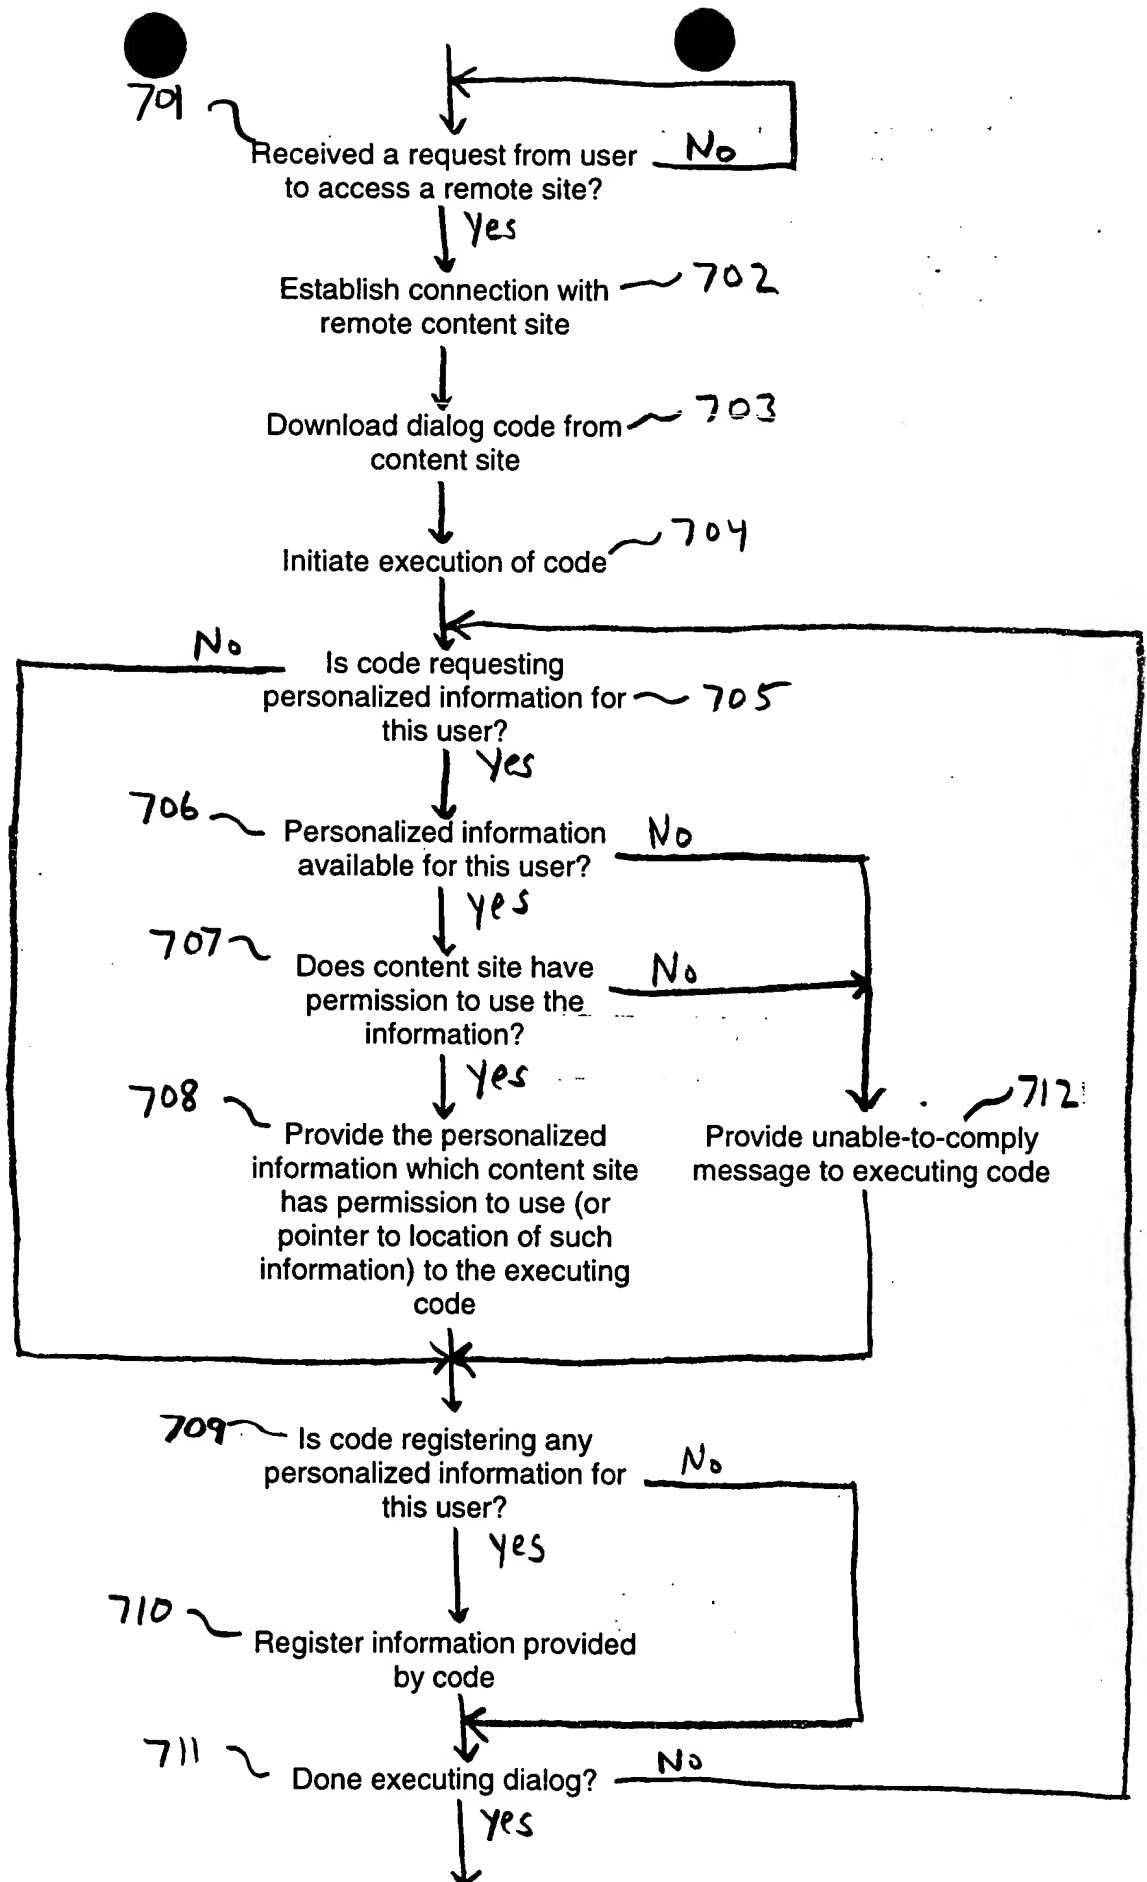 701
Received a request from user
to access a remote site?
No
Yes
Establish connection with
remote content site
702
Download dialog code from
content site
703
Initiate execution of code
704
No
Is code requesting
personalized information for
this user?
705
Yes
706
Personalized information
available for this user?
No
yes
707
Does content site have
permission to use the
information?
No
yes
708
Provide the personalized
information which content site
has permission to use (or
pointer to location of such
information) to the executing
code
712
Provide unable-to-comply
message to executing code
709
Is code registering any
personalized information for
this user?
No
yes
710
Register information provided
by code
711
Done executing dialog?
No
yes